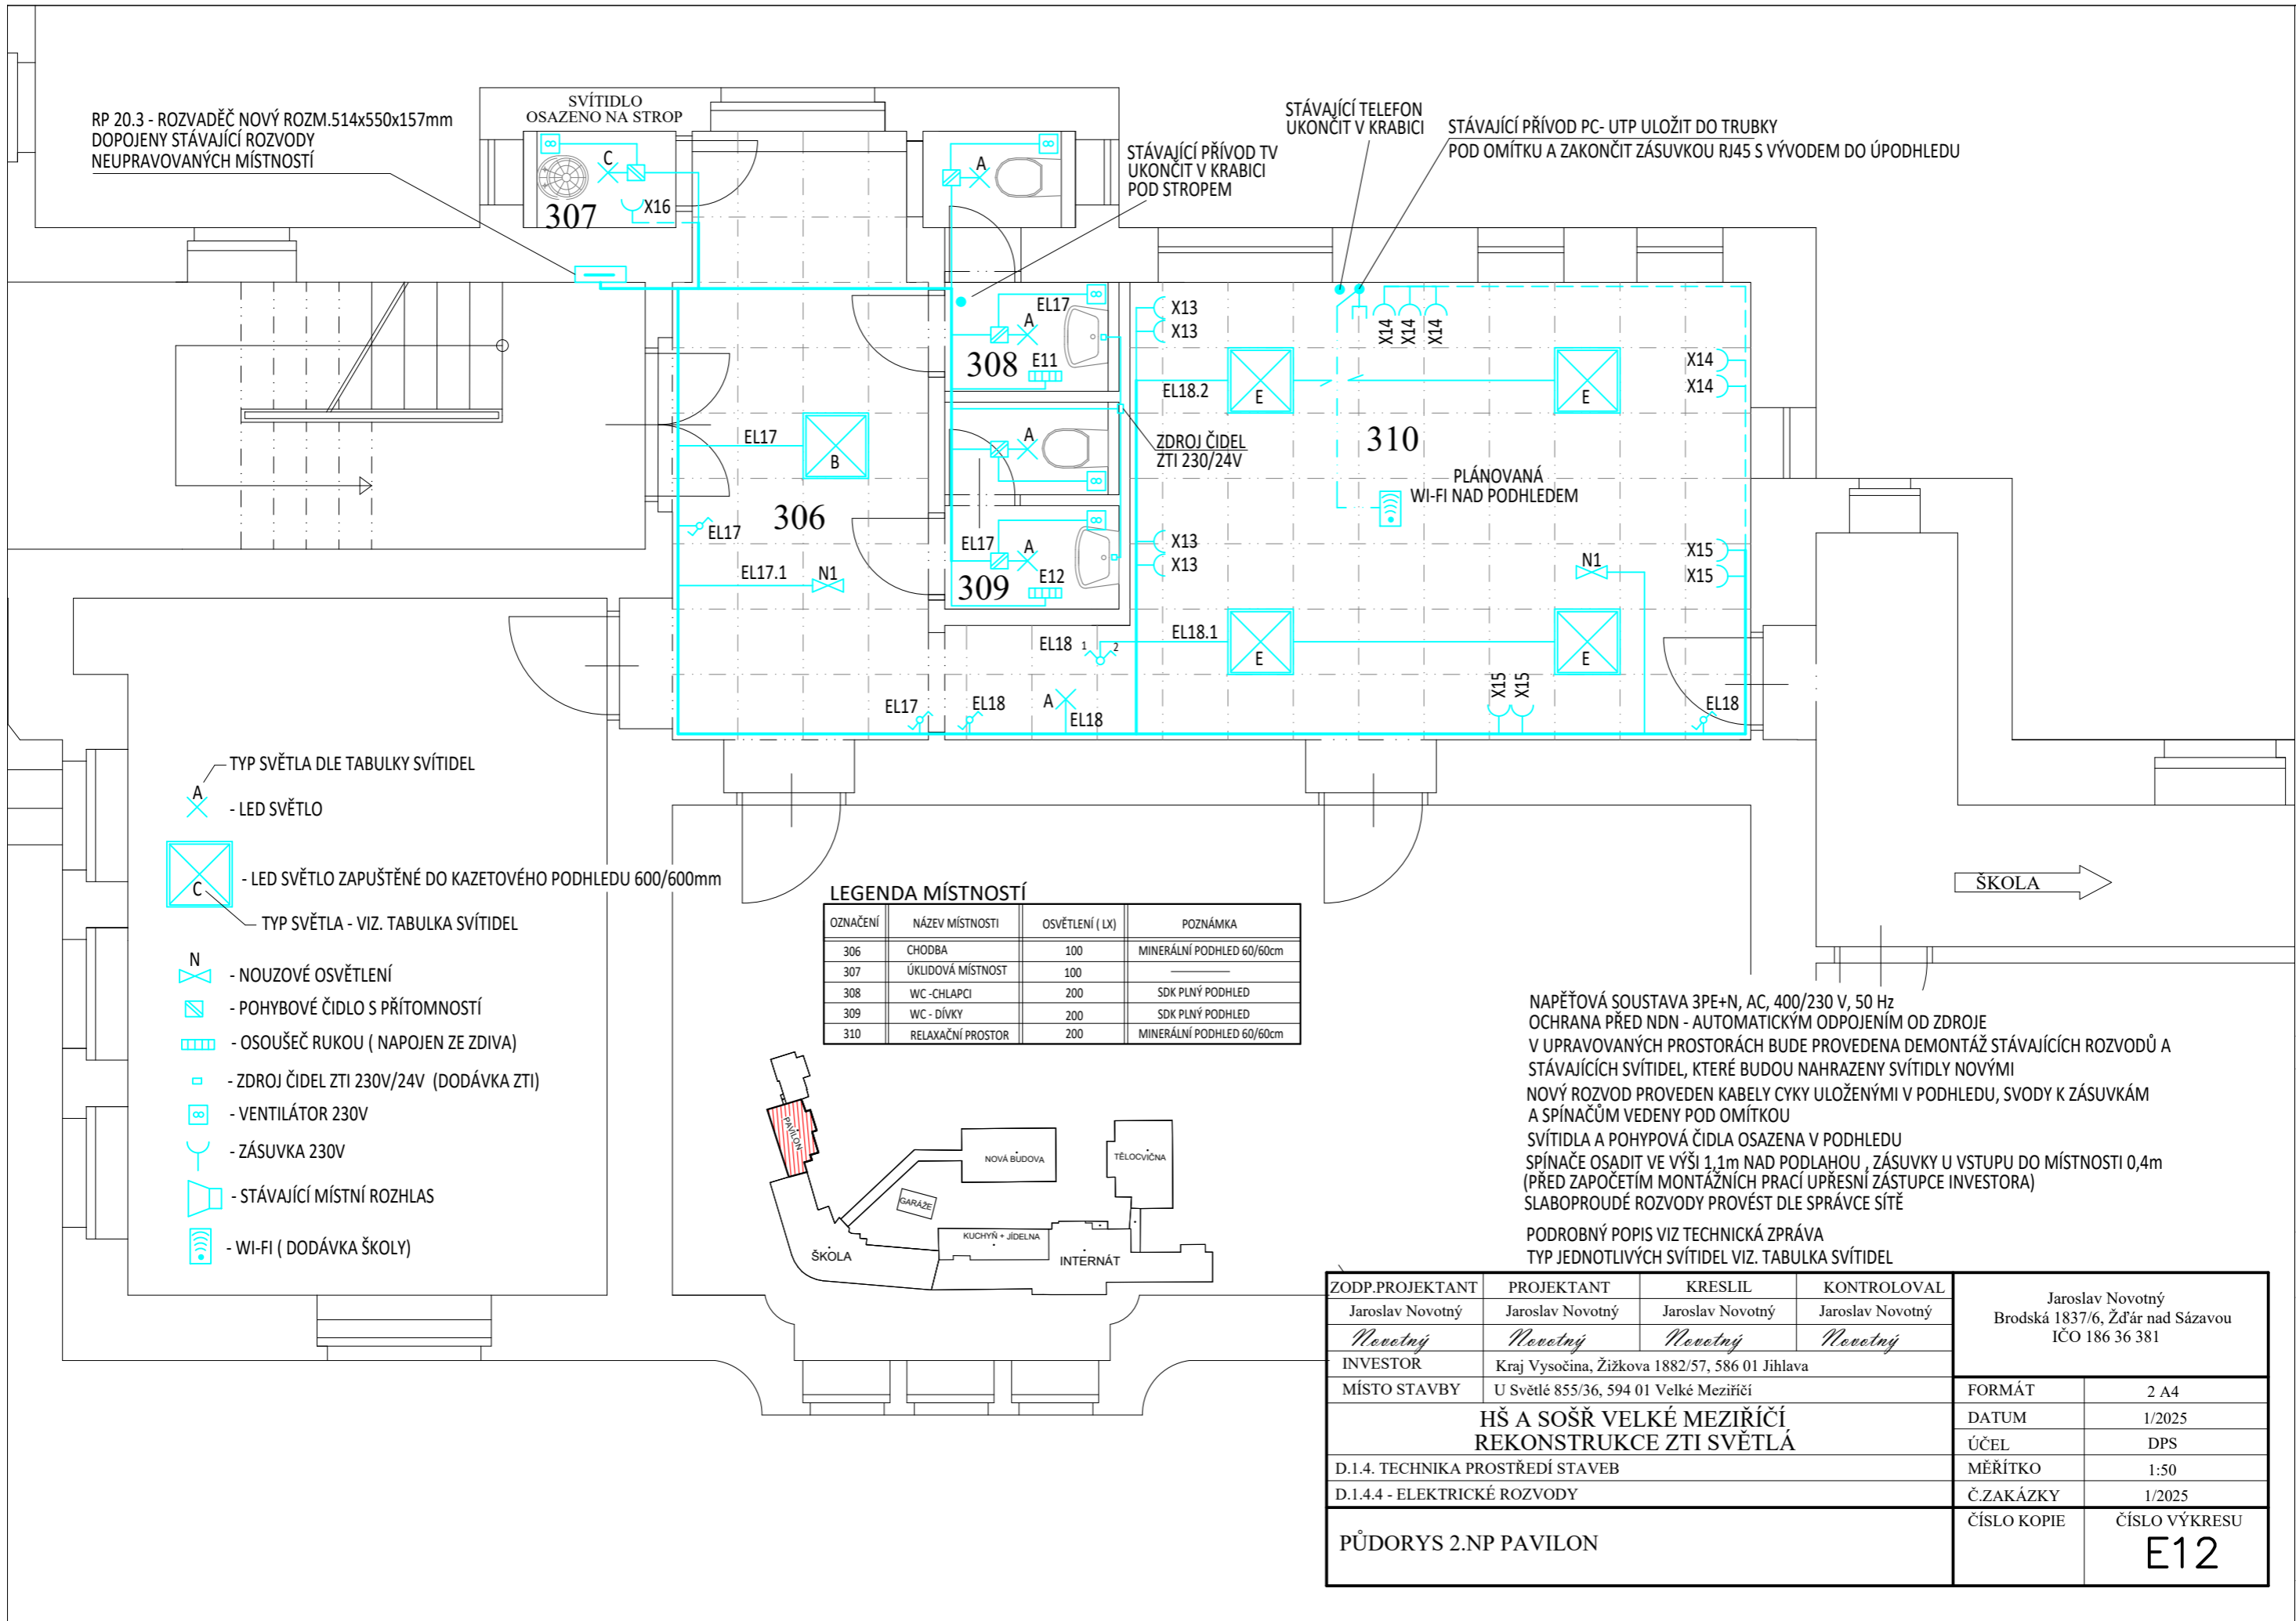 RP 20.3 - ROZVADĚČ NOVÝ ROZM.514x550x157mm
DOPOJENY STÁVAJÍCÍ ROZVODY
NEUPRAVOVANÝCH MÍSTNOSTÍ
SVÍTIDLO
OSAZENO NA STROP
C
X16
307
A
STÁVAJÍCÍ PŘÍVOD TV
UKONČIT V KRABICI
POD STROPEM
STÁVAJÍCÍ TELEFON
UKONČIT V KRABICI
STÁVAJÍCÍ PŘÍVOD PC- UTP ULOŽIT DO TRUBKY
POD OMÍTKU A ZAKONČIT ZÁSUVKOU RJ45 S VÝVODEM DO ÚPODHLEDU
EL17
A
308
E11
X13
X13
X14
X14
X14
X14
X14
EL18.2
E
E
EL17
B
A
ZDROJ ČIDEL
ZTI 230/24V
310
PLÁNOVANÁ
WI-FI NAD PODHLEDEM
306
EL17
EL17
A
E12
309
X13
X13
X15
X15
N1
EL17.1
N1
EL18
1
2
EL18.1
E
E
X15
X15
EL17
EL18
A
EL18
EL18
TYP SVĚTLA DLE TABULKY SVÍTIDEL
A
- LED SVĚTLO
- LED SVĚTLO ZAPUŠTĚNÉ DO KAZETOVÉHO PODHLEDU 600/600mm
C
TYP SVĚTLA - VIZ. TABULKA SVÍTIDEL
N
- NOUZOVÉ OSVĚTLENÍ
- POHYBOVÉ ČIDLO S PŘÍTOMNOSTÍ
- OSOUŠEČ RUKOU ( NAPOJEN ZE ZDIVA)
- ZDROJ ČIDEL ZTI 230V/24V (DODÁVKA ZTI)
- VENTILÁTOR 230V
- ZÁSUVKA 230V
- STÁVAJÍCÍ MÍSTNÍ ROZHLAS
- WI-FI ( DODÁVKA ŠKOLY)
LEGENDA MÍSTNOSTÍ
OZNAČENÍ NÁZEV MÍSTNOSTI OSVĚTLENÍ ( LX) POZNÁMKA
306 CHODBA 100 MINERÁLNÍ PODHLED 60/60cm
307 ÚKLIDOVÁ MÍSTNOST 100
308 WC -CHLAPCI 200 SDK PLNÝ PODHLED
309 WC - DÍVKY 200 SDK PLNÝ PODHLED
310 RELAXAČNÍ PROSTOR 200 MINERÁLNÍ PODHLED 60/60cm
ŠKOLA
PAVILON
NOVÁ BUDOVA
TĚLOCVIČNA
GARÁŽE
KUCHYŇ + JÍDELNA
ŠKOLA
INTERNÁT
NAPĚŤOVÁ SOUSTAVA 3PE+N, AC, 400/230 V, 50 Hz
OCHRANA PŘED NDN - AUTOMATICKÝM ODPOJENÍM OD ZDROJE
V UPRAVOVANÝCH PROSTORÁCH BUDE PROVEDENA DEMONTÁŽ STÁVAJÍCÍCH ROZVODŮ A
STÁVAJÍCÍCH SVÍTIDEL, KTERÉ BUDOU NAHRAZENY SVÍTIDLY NOVÝMI
NOVÝ ROZVOD PROVEDEN KABELY CYKY ULOŽENÝMI V PODHLEDU, SVODY K ZÁSUVKÁM
A SPÍNAČŮM VEDENY POD OMÍTKOU
SVÍTIDLA A POHYPOVÁ ČIDLA OSAZENA V PODHLEDU
SPÍNAČE OSADIT VE VÝŠI 1,1m NAD PODLAHOU , ZÁSUVKY U VSTUPU DO MÍSTNOSTI 0,4m
(PŘED ZAPOČETÍM MONTÁŽNÍCH PRACÍ UPŘESNÍ ZÁSTUPCE INVESTORA)
SLABOPROUDÉ ROZVODY PROVÉST DLE SPRÁVCE SÍTĚ
PODROBNÝ POPIS VIZ TECHNICKÁ ZPRÁVA
TYP JEDNOTLIVÝCH SVÍTIDEL VIZ. TABULKA SVÍTIDEL
ZODP.PROJEKTANT PROJEKTANT KRESLIL KONTROLOVAL
Jaroslav Novotný Jaroslav Novotný Jaroslav Novotný Jaroslav Novotný
Novotný Novotný Novotný Novotný
Jaroslav Novotný
Brodská 1837/6, Žďár nad Sázavou
IČO 186 36 381
INVESTOR Kraj Vysočina, Žižkova 1882/57, 586 01 Jihlava
MÍSTO STAVBY U Světlé 855/36, 594 01 Velké Meziříčí
HŠ A SOŠŘ VELKÉ MEZIŘÍČÍ
REKONSTRUKCE ZTI SVĚTLÁ
D.1.4. TECHNIKA PROSTŘEDÍ STAVEB
D.1.4.4 - ELEKTRICKÉ ROZVODY
FORMÁT 2 A4
DATUM 1/2025
ÚČEL DPS
MĚŘÍTKO 1:50
Č.ZAKÁZKY 1/2025
PŮDORYS 2.NP PAVILON
ČÍSLO KOPIE ČÍSLO VÝKRESU
E12